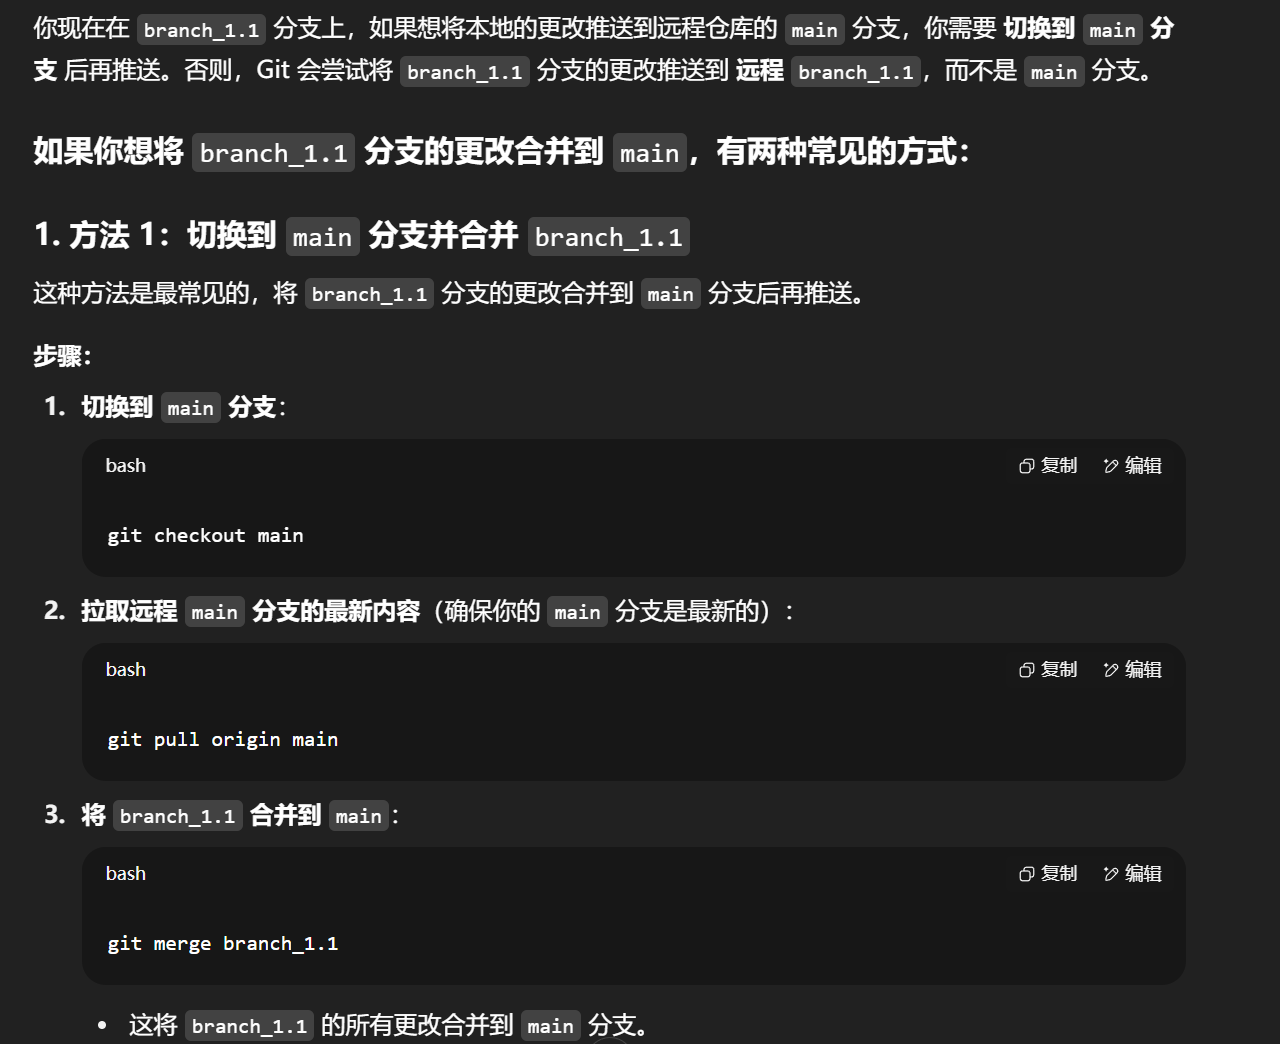 你现在在 branch_1.1 分支上，如果想将本地的更改推送到远程仓库的 main 分支，你需要 切换到 main 分
支 后再推送。否则，Git 会尝试将 branch_1.1 分支的更改推送到 远程 branch_1.1，而不是 main 分支。
如果你想将 branch_1.1 分支的更改合并到 main，有两种常见的方式：
1. 方法 1：切换到 main 分支并合并 branch_1.1
这种方法是最常见的，将 branch_1.1 分支的更改合并到 main 分支后再推送。
步骤：
1. 切换到 main 分支：
bash 复制 编辑
git checkout main
2. 拉取远程 main 分支的最新内容（确保你的 main 分支是最新的）：
bash 复制 编辑
git pull origin main
3. 将 branch_1.1 合并到 main：
bash 复制 编辑
git merge branch_1.1
• 这将 branch_1.1 的所有更改合并到 main 分支。